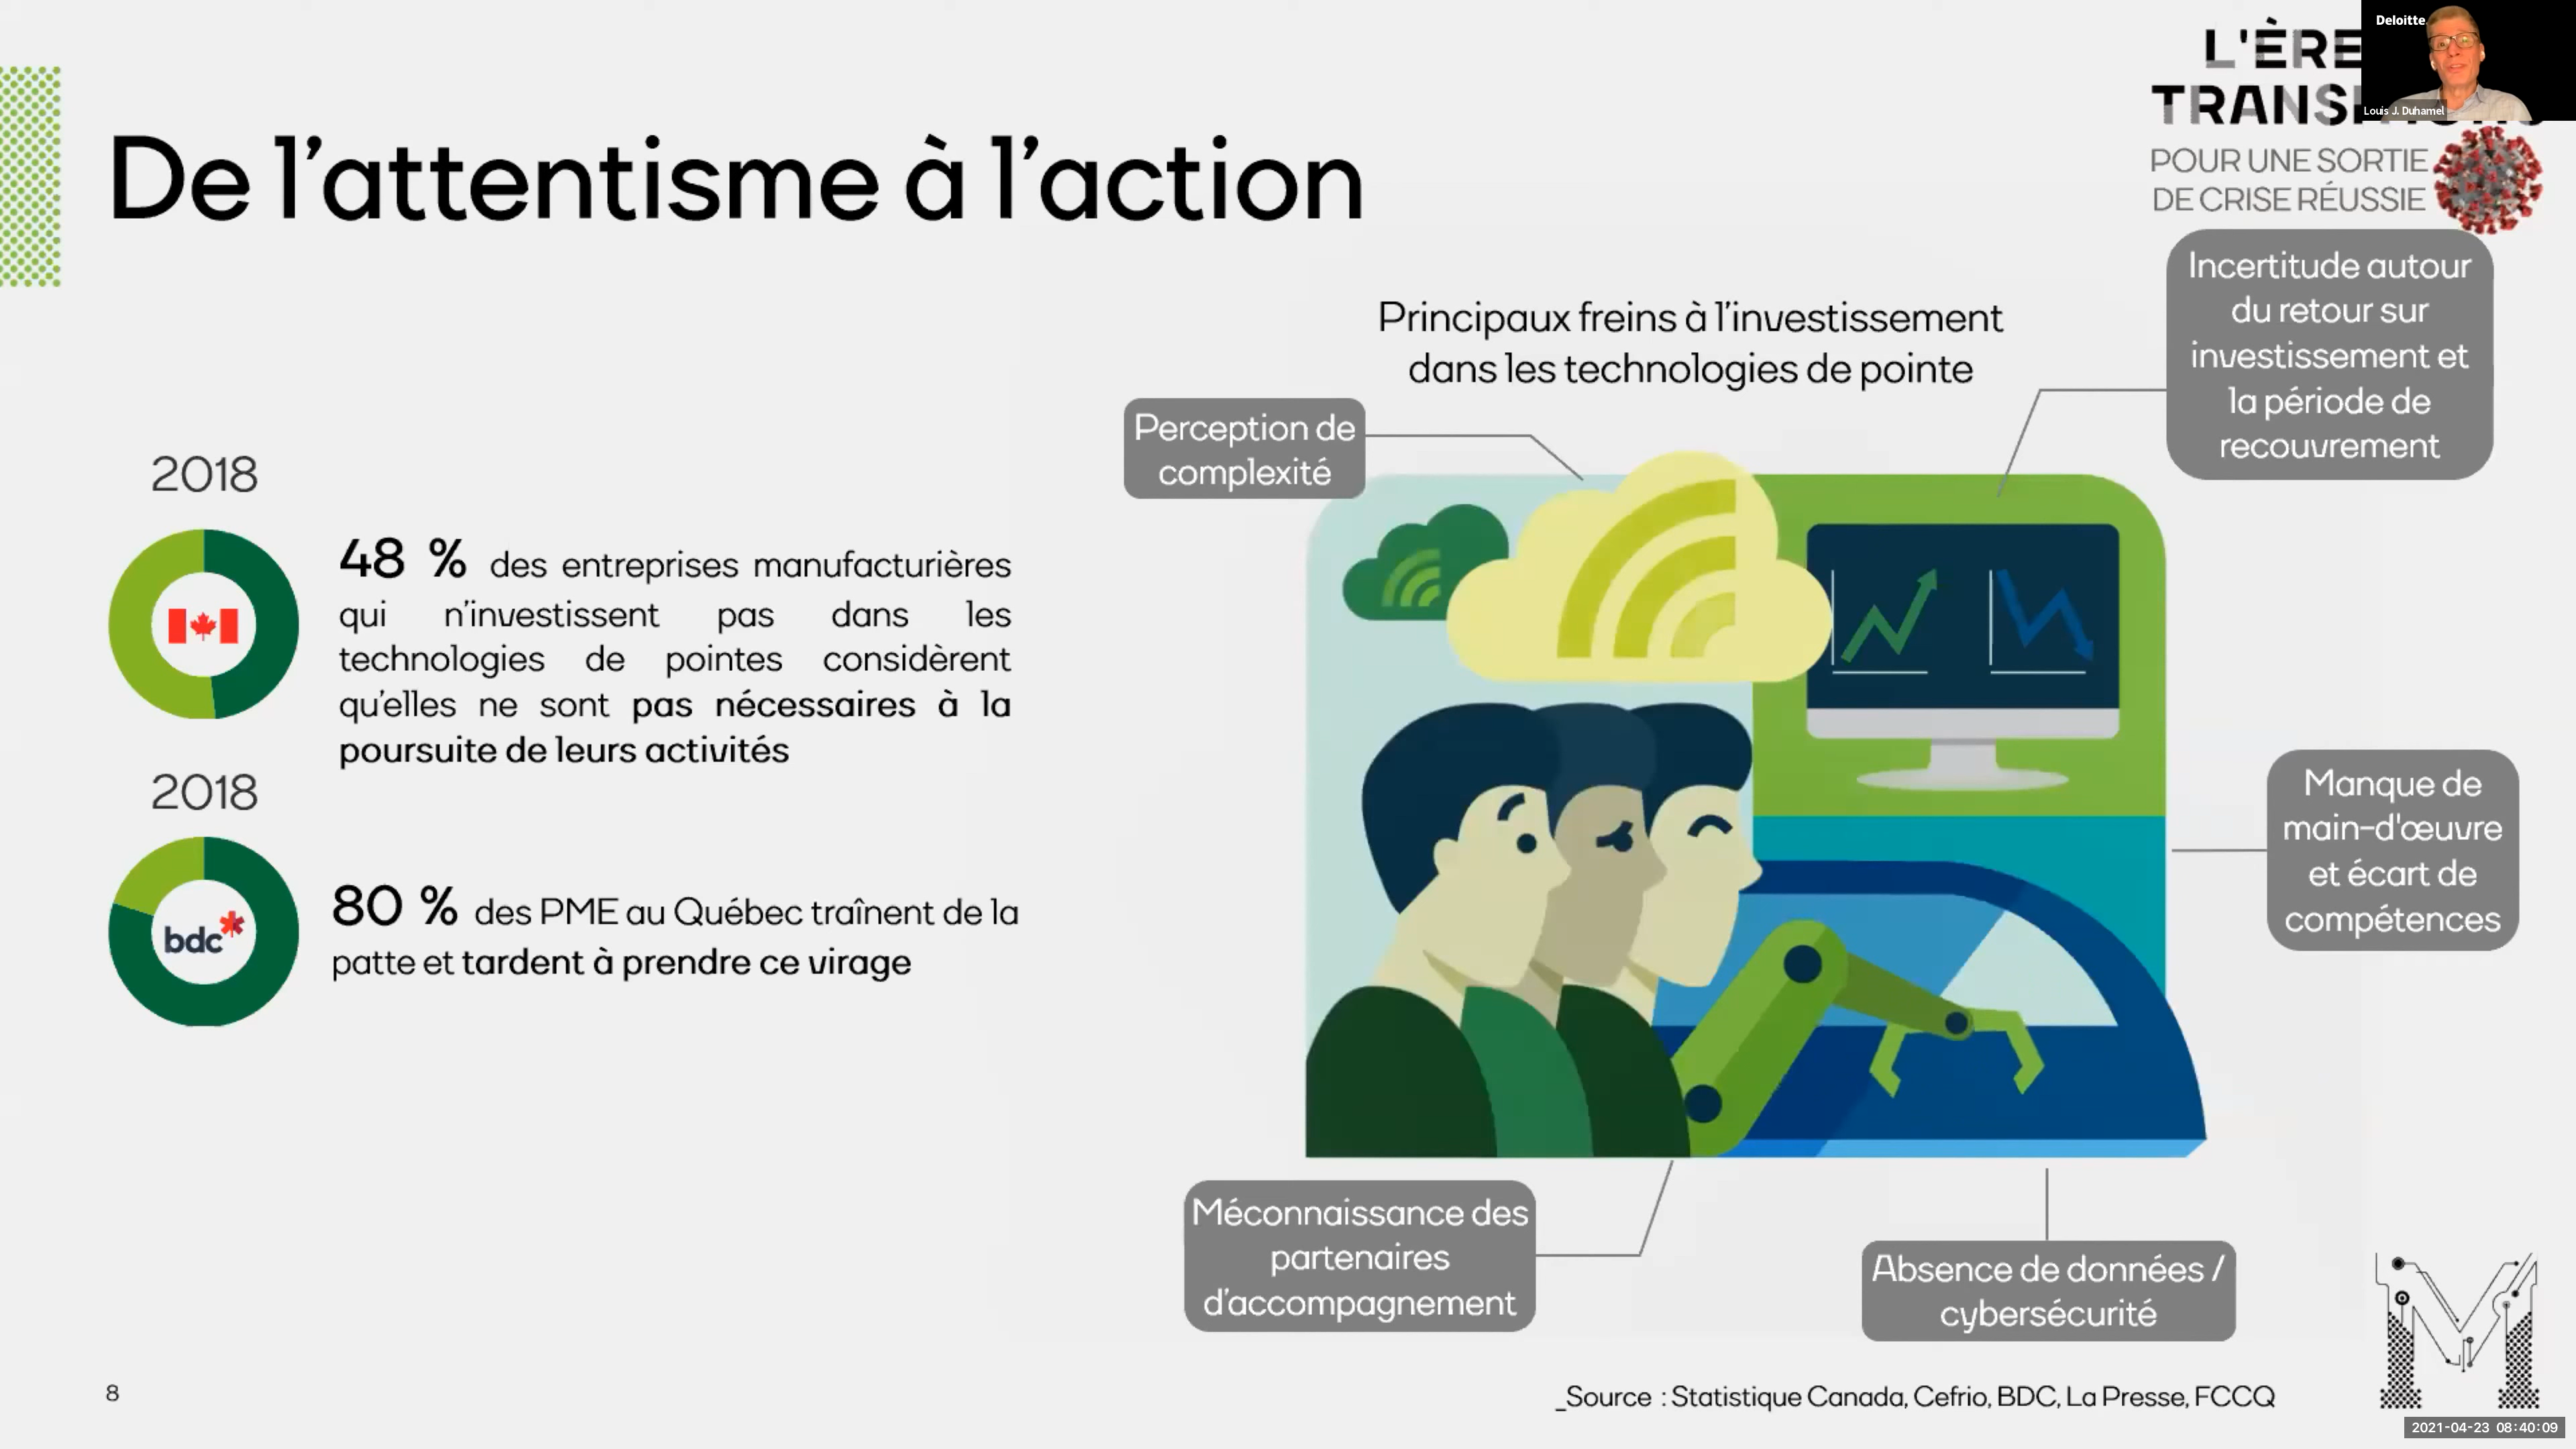 Deloitte.
Louis J. Duhamel
L'ÈRE
POUR UNE SORTIE
DE CRISE RÉUSSIE
De l'attentisme à l'action
Principaux freins à l'investissement
dans les technologies de pointe
Incertitude autour
du retour sur
investissement et
la période de
recouvrement
Perception de
complexité
2018
48 % des entreprises manufacturières
qui n'investissent pas dans les
technologies de pointes considèrent
qu'elles ne sont pas nécessaires à la
poursuite de leurs activités
2018
bdc*
80 % des PME au Québec traînent de la
patte et tardent à prendre ce virage
Manque de
main-d'œuvre
et écart de
compétences
Méconnaissance des
partenaires
d'accompagnement
Absence de données /
cybersécurité
8
_Source : Statistique Canada, Cefrio, BDC, La Presse, FCCQ
M
2021-04-23 08:40:09